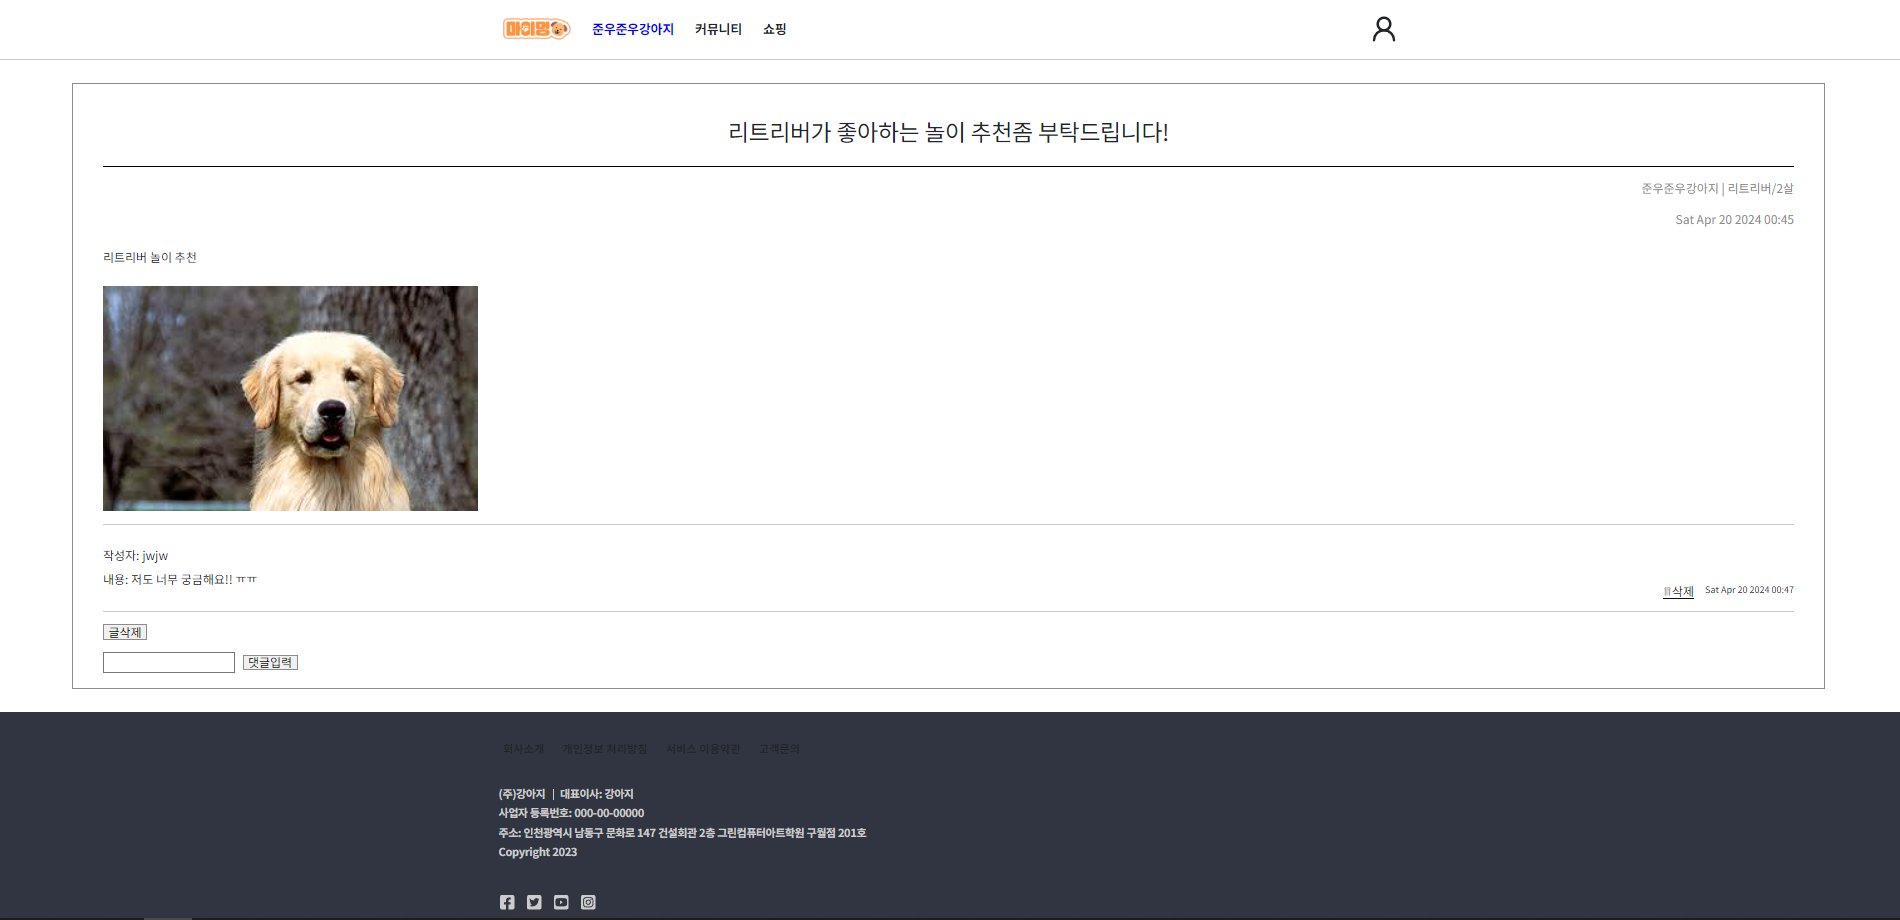 마이멍 준우준우강아지 커뮤니티 쇼핑
리트리버가 좋아하는 놀이 추천좀 부탁드립니다!
준우준우강아지 | 리트리버/2살
Sat Apr 20 2024 00:45
리트리버 놀이 추천
작성자: jwjw
내용: 저도 너무 궁금해요!! ㅠㅠ
삭제 Sat Apr 20 2024 00:47
글삭제
댓글입력
회사소개 개인정보 처리방침 서비스 이용약관 고객문의
(주)강아지 | 대표이사: 강아지
사업자 등록번호: 000-00-00000
주소: 인천광역시 남동구 문화로 147 건설회관 2층 그린컴퓨터아트학원 구월점 201호
Copyright 2023